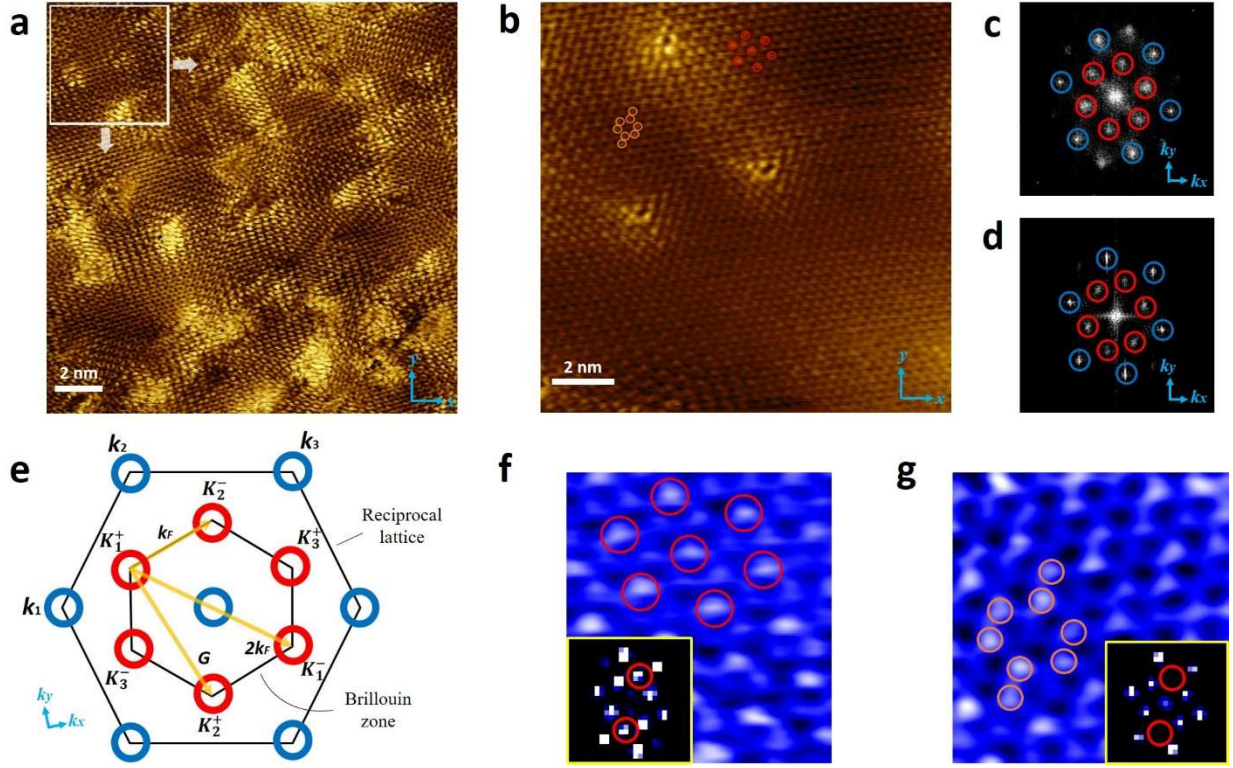 a
2 nm
y
x
b
2 nm
y
x
c
ky
kx
d
ky
kx
e
k₂
k₃
K₂⁻
K₁⁺
kF
K₃⁺
Reciprocal
lattice
k₁
G
2kF
K₃⁻
K₁⁻
K₂⁺
Brillouin
zone
ky
kx
f
g